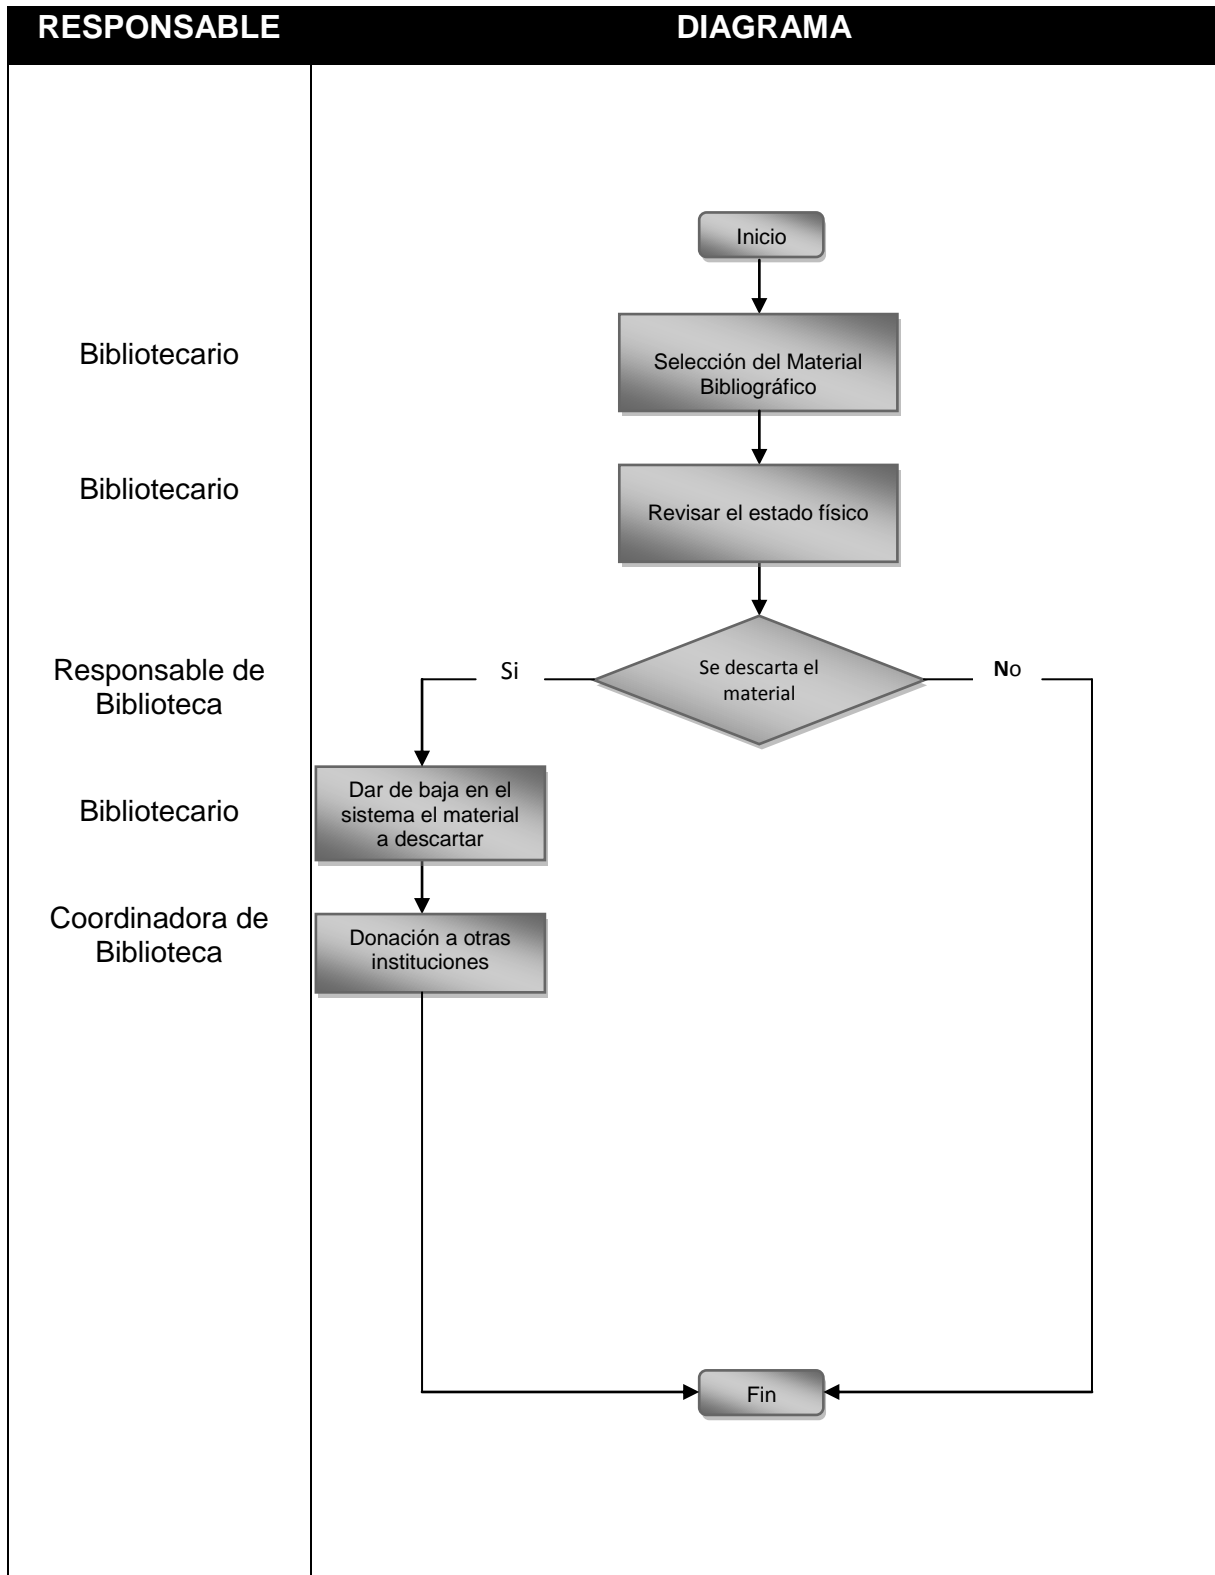 RESPONSABLE
DIAGRAMA
Inicio
Bibliotecario
Selección del Material
Bibliográfico
Bibliotecario
Revisar el estado físico
Responsable de
Biblioteca
Si
Se descarta el
material
No
Bibliotecario
Dar de baja en el
sistema el material
a descartar
Coordinadora de
Biblioteca
Donación a otras
instituciones
Fin